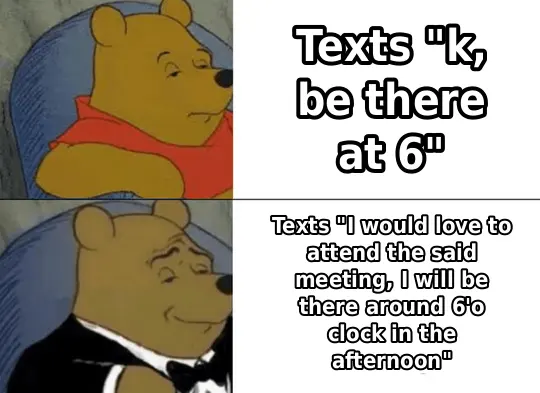 Texts "k,
be there
at 6"
Texts "I would love to
attend the said
meeting, I will be
there around 6'o
clock in the
afternoon"